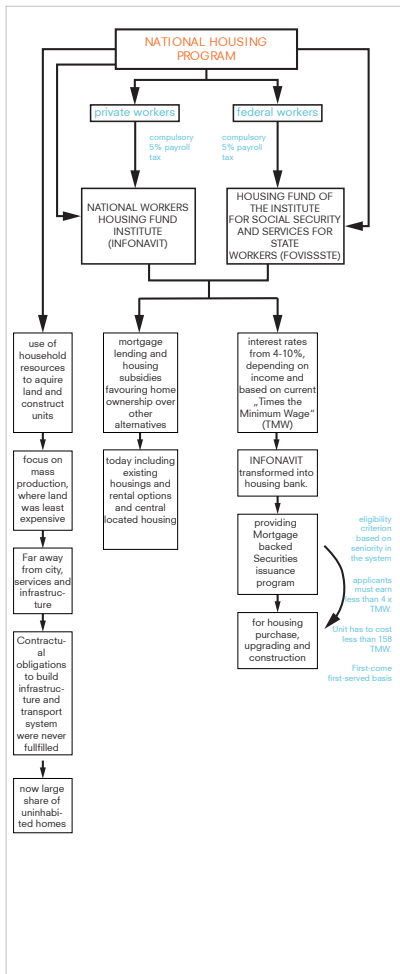 NATIONAL HOUSING
PROGRAM
private workers
federal workers
compulsory
5% payroll
tax
compulsory
5% payroll
tax
NATIONAL WORKERS
HOUSING FUND
INSTITUTE
(INFONAVIT)
HOUSING FUND OF
THE INSTITUTE
FOR SOCIAL SECURITY
AND SERVICES FOR
STATE
WORKERS (FOVISSSTE)
use of
household
resources
to aquire
land and
construct
units
focus on
mass
production,
where land
was least
expensive
Far away
from city,
services and
infrastruc-
ture
Contractu-
al
obligations
to build
infrastruc-
ture and
transport
system
were never
fullfilled
now large
share of
uninhabi-
ted homes
mortgage
lending and
housing
subsidies
favouring home
ownership over
other
alternatives
today including
existing
housings and
rental options
and central
located housing
interest rates
from 4-10%,
depending on
income and
based on current
„Times the
Minimum Wage“
(TMW)
INFONAVIT
transformed into
housing bank.
providing
Mortgage
backed
Securities
issuance
program
for housing
purchase,
upgrading and
construction
eligibility
criterion
based on
seniority in
the system
applicants
must earn
less than 4 x
TMW.
Unit has to cost
less than 158
TMW.
First-come
first-served basis